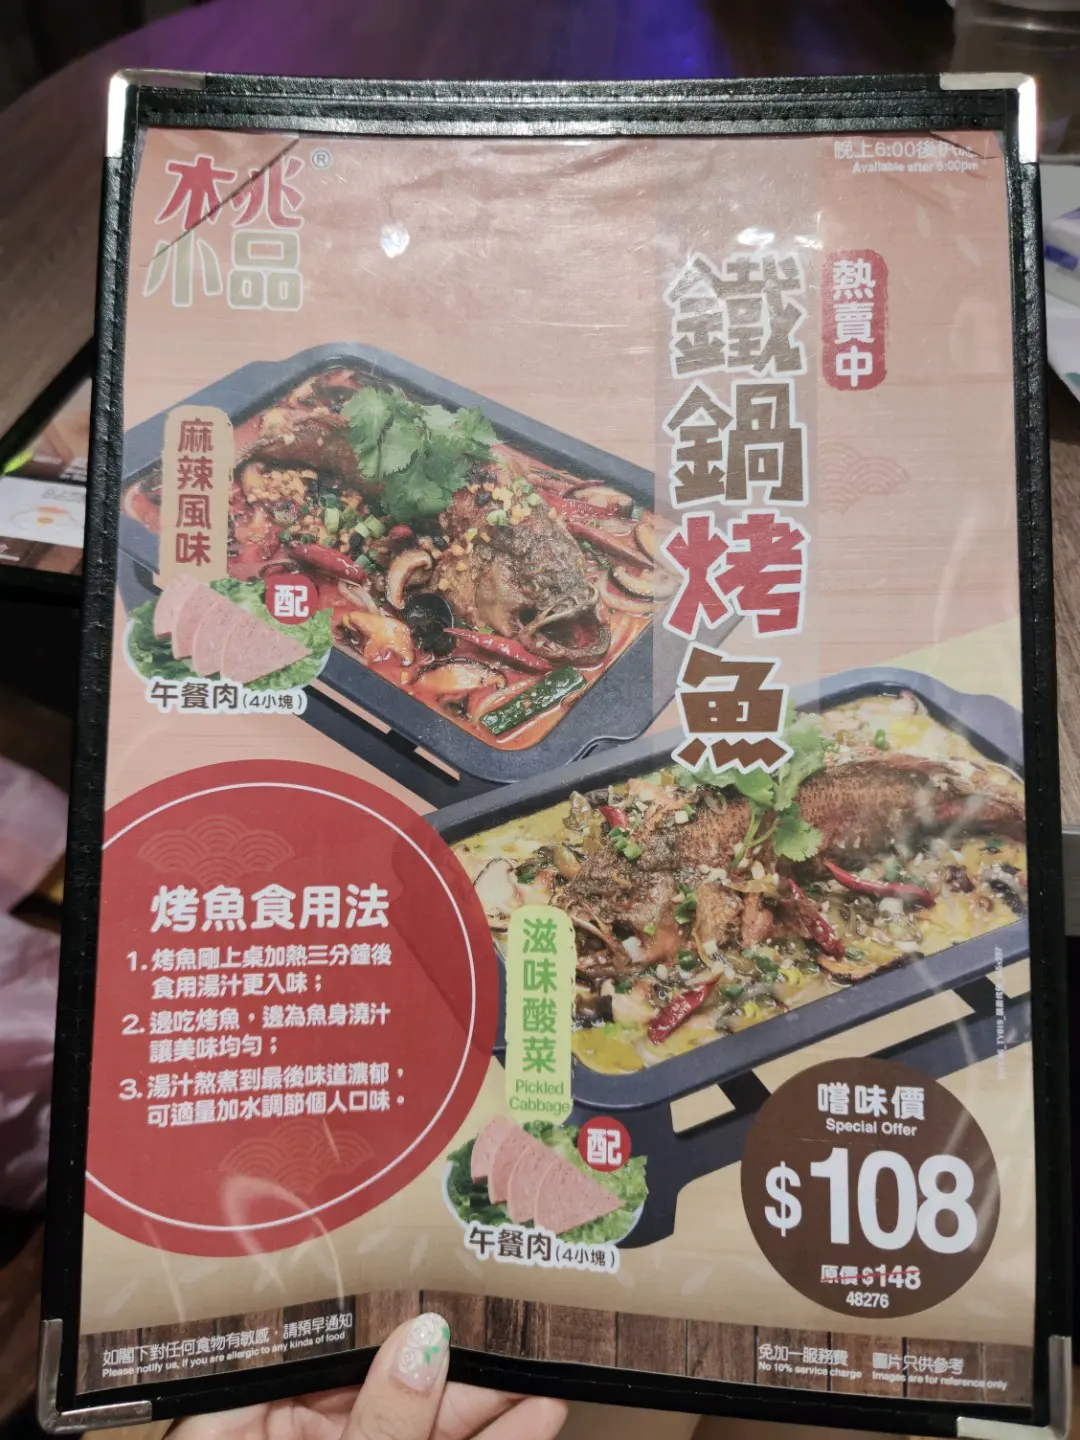 桃®
小品
晚上6:00後供應
Available after 6:00pm
熱賣中
鐵鍋烤魚
麻辣風味
配
午餐肉(4小塊)
烤魚食用法
1. 烤魚剛上桌加熱三分鐘後
食用湯汁更入味；
2. 邊吃烤魚，邊為魚身澆汁
讓美味均勻；
3. 湯汁熬煮到最後味道濃郁，
可適量加水調節個人口味。
滋味酸菜
Pickled
Cabbage
配
午餐肉(4小塊)
嚐味價
Special Offer
$108
原價$148
48276
如閣下對任何食物有敏感，請預早通知
Please notify us, if you are allergic to any kinds of food
免加一服務費
No 10% service charge
圖片只供參考
Images are for reference only